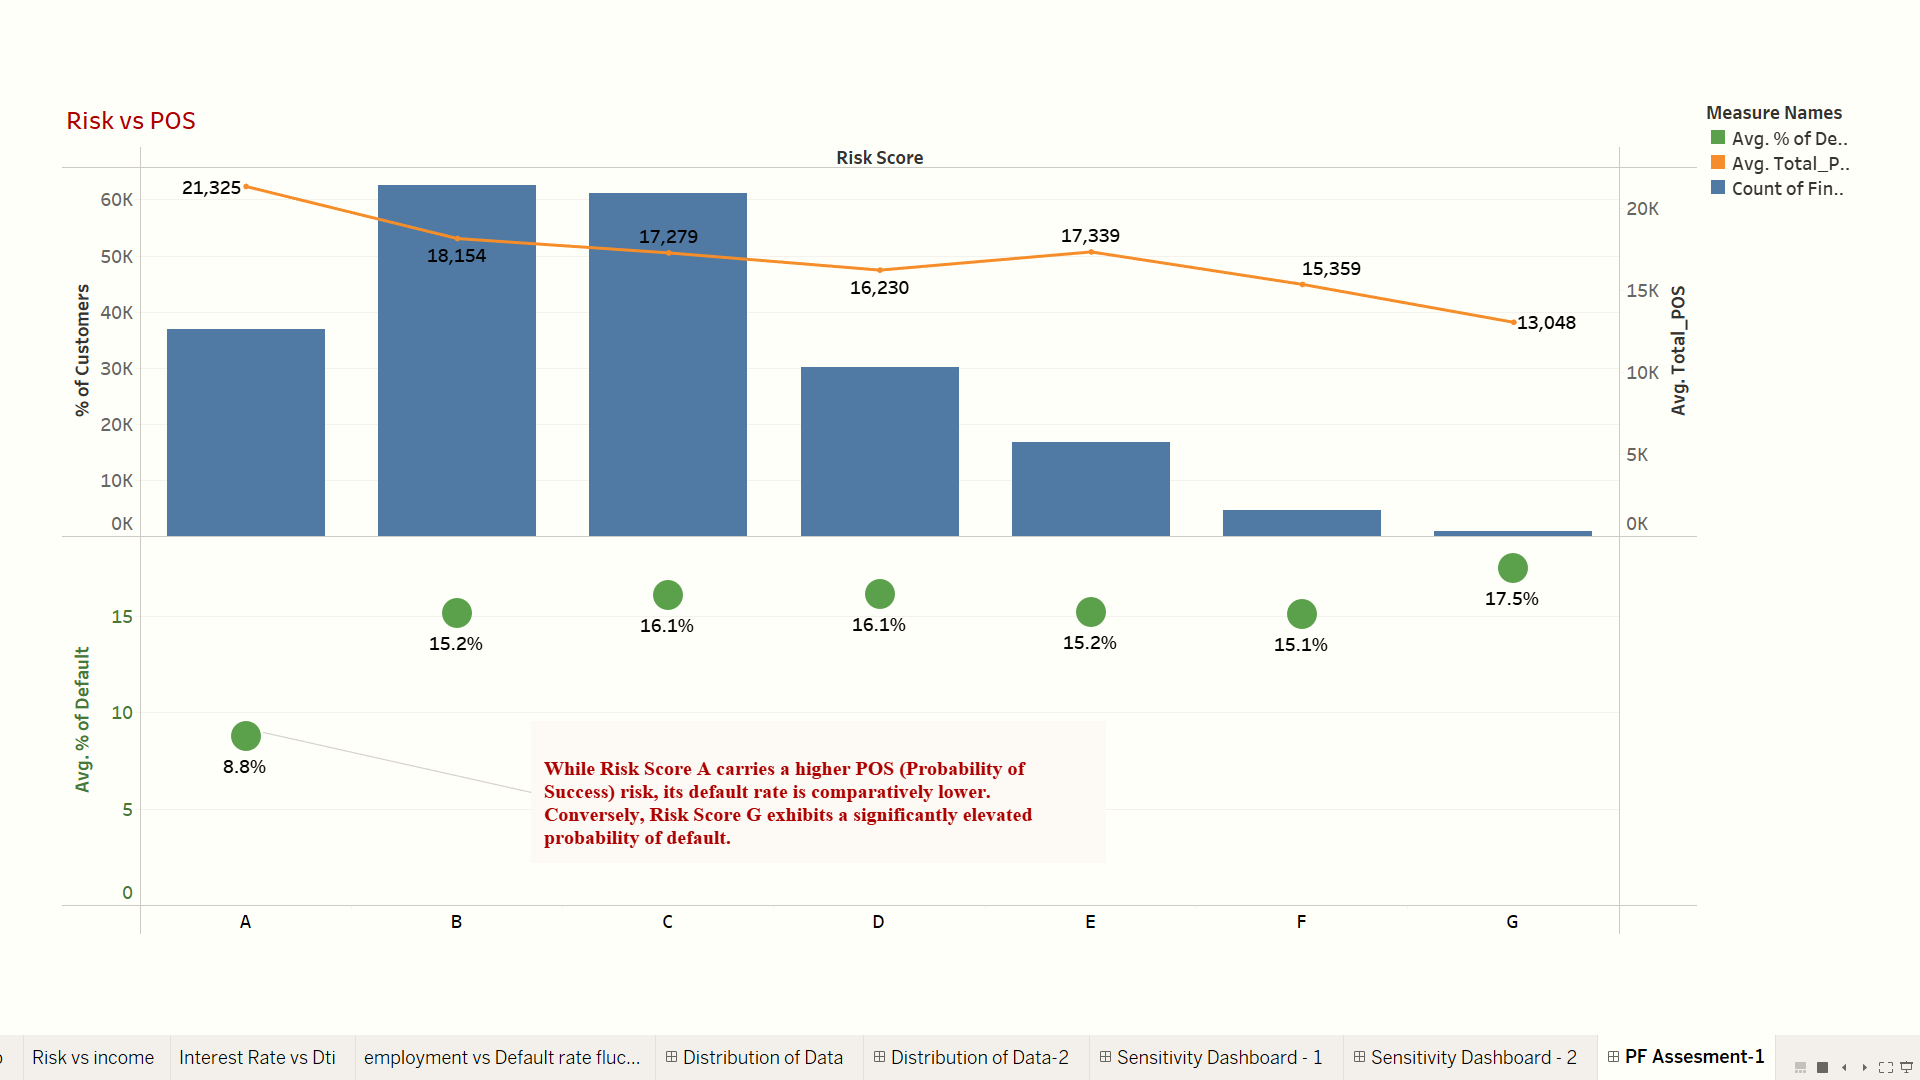 Risk vs POS
Measure Names
Avg. % of De..
Avg. Total_P..
Count of Fin..
Risk Score
% of Customers
60K
50K
40K
30K
20K
10K
0K
21,325
18,154
17,279
16,230
17,339
15,359
13,048
20K
15K
10K
5K
0K
Avg. Total_POS
Avg. % of Default
15
10
5
0
8.8%
15.2%
16.1%
16.1%
15.2%
15.1%
17.5%
While Risk Score A carries a higher POS (Probability of
Success) risk, its default rate is comparatively lower.
Conversely, Risk Score G exhibits a significantly elevated
probability of default.
A B C D E F G
Risk vs income Interest Rate vs Dti employment vs Default rate fluc... Distribution of Data Distribution of Data-2 Sensitivity Dashboard - 1 Sensitivity Dashboard - 2 PF Assesment-1